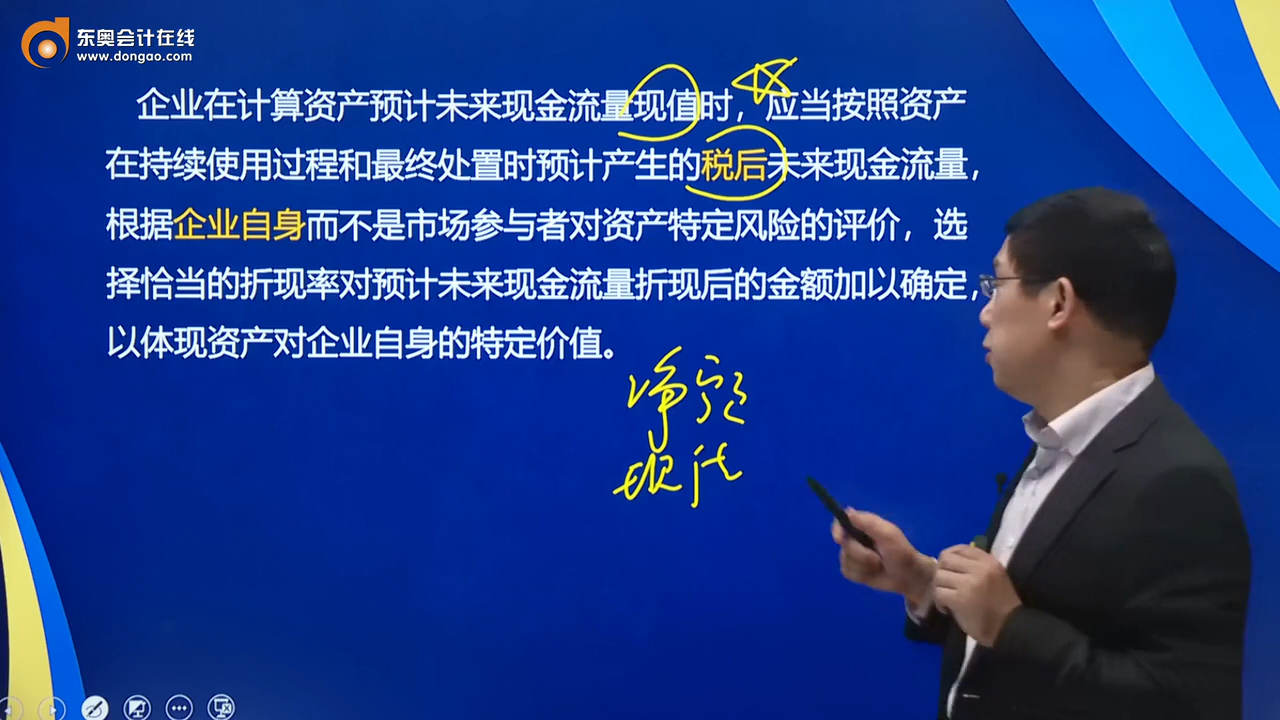 东奥会计在线
www.dongao.com
企业在计算资产预计未来现金流量现值时，应当按照资产
在持续使用过程和最终处置时预计产生的税后未来现金流量，
根据企业自身而不是市场参与者对资产特定风险的评价，选
择恰当的折现率对预计未来现金流量折现后的金额加以确定，
以体现资产对企业自身的特定价值。
净额
现值